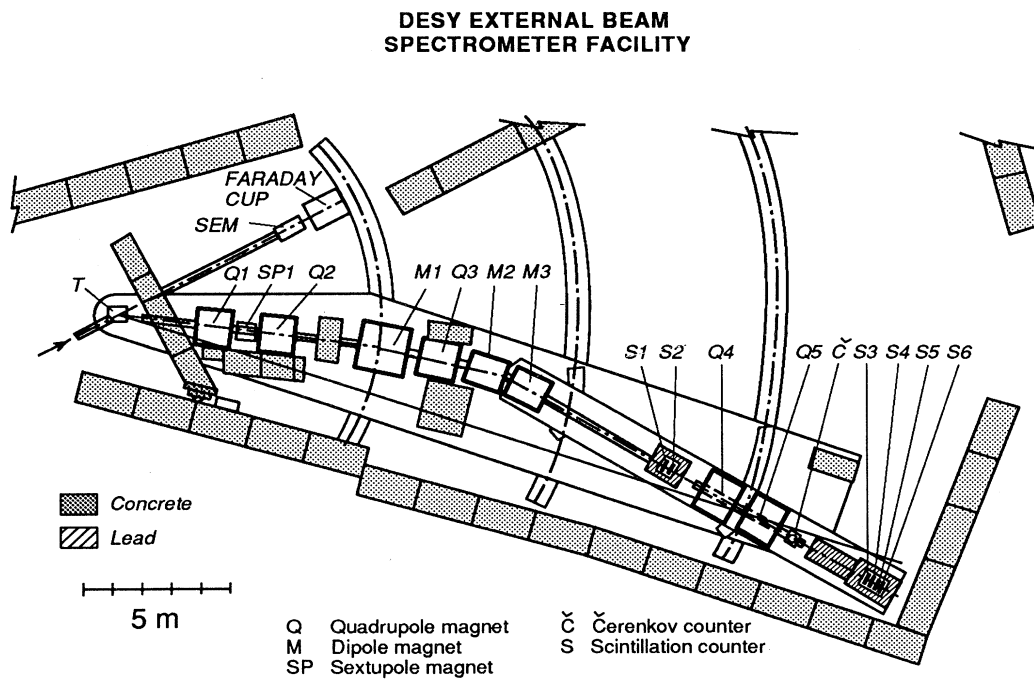 DESY EXTERNAL BEAM
SPECTROMETER FACILITY
FARADAY
CUP
SEM
T
Q1 SP1 Q2
M1 Q3 M2 M3
S1 S2 Q4
Q5 Č S3 S4 S5 S6
Concrete
Lead
5 m
Q Quadrupole magnet
M Dipole magnet
SP Sextupole magnet
Č Čerenkov counter
S Scintillation counter